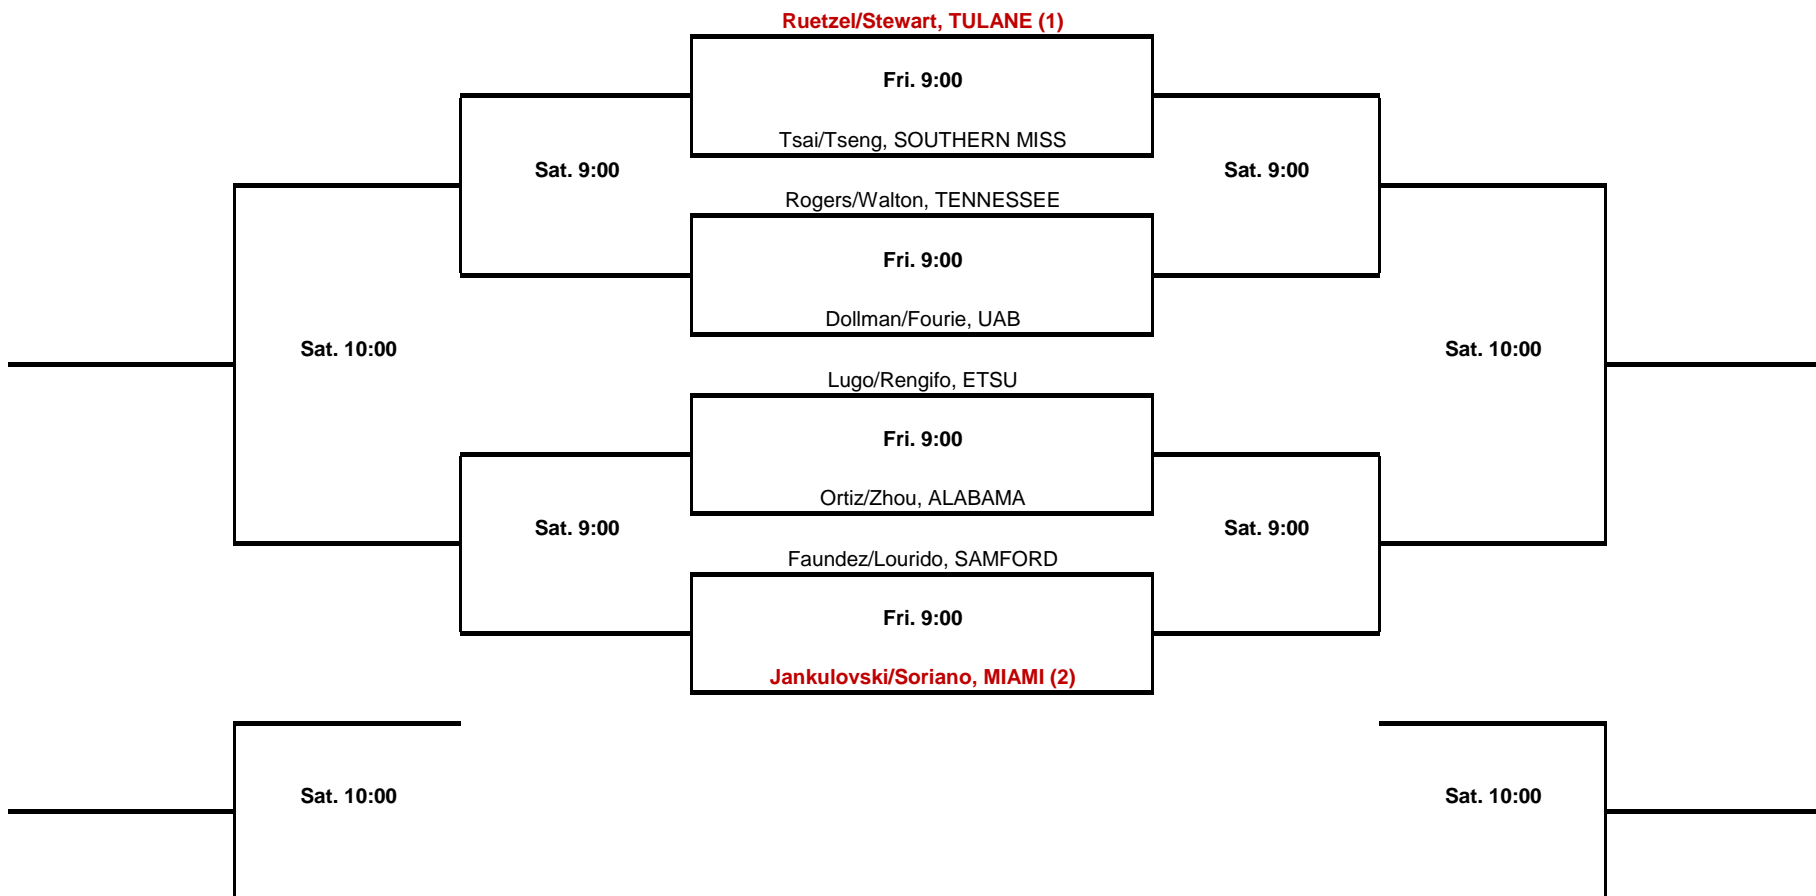 Ruetzel/Stewart, TULANE (1)
Fri. 9:00
Tsai/Tseng, SOUTHERN MISS
Sat. 9:00
Sat. 9:00
Rogers/Walton, TENNESSEE
Fri. 9:00
Dollman/Fourie, UAB
Sat. 10:00
Sat. 10:00
Lugo/Rengifo, ETSU
Fri. 9:00
Ortiz/Zhou, ALABAMA
Sat. 9:00
Sat. 9:00
Faundez/Lourido, SAMFORD
Fri. 9:00
Jankulovski/Soriano, MIAMI (2)
Sat. 10:00
Sat. 10:00